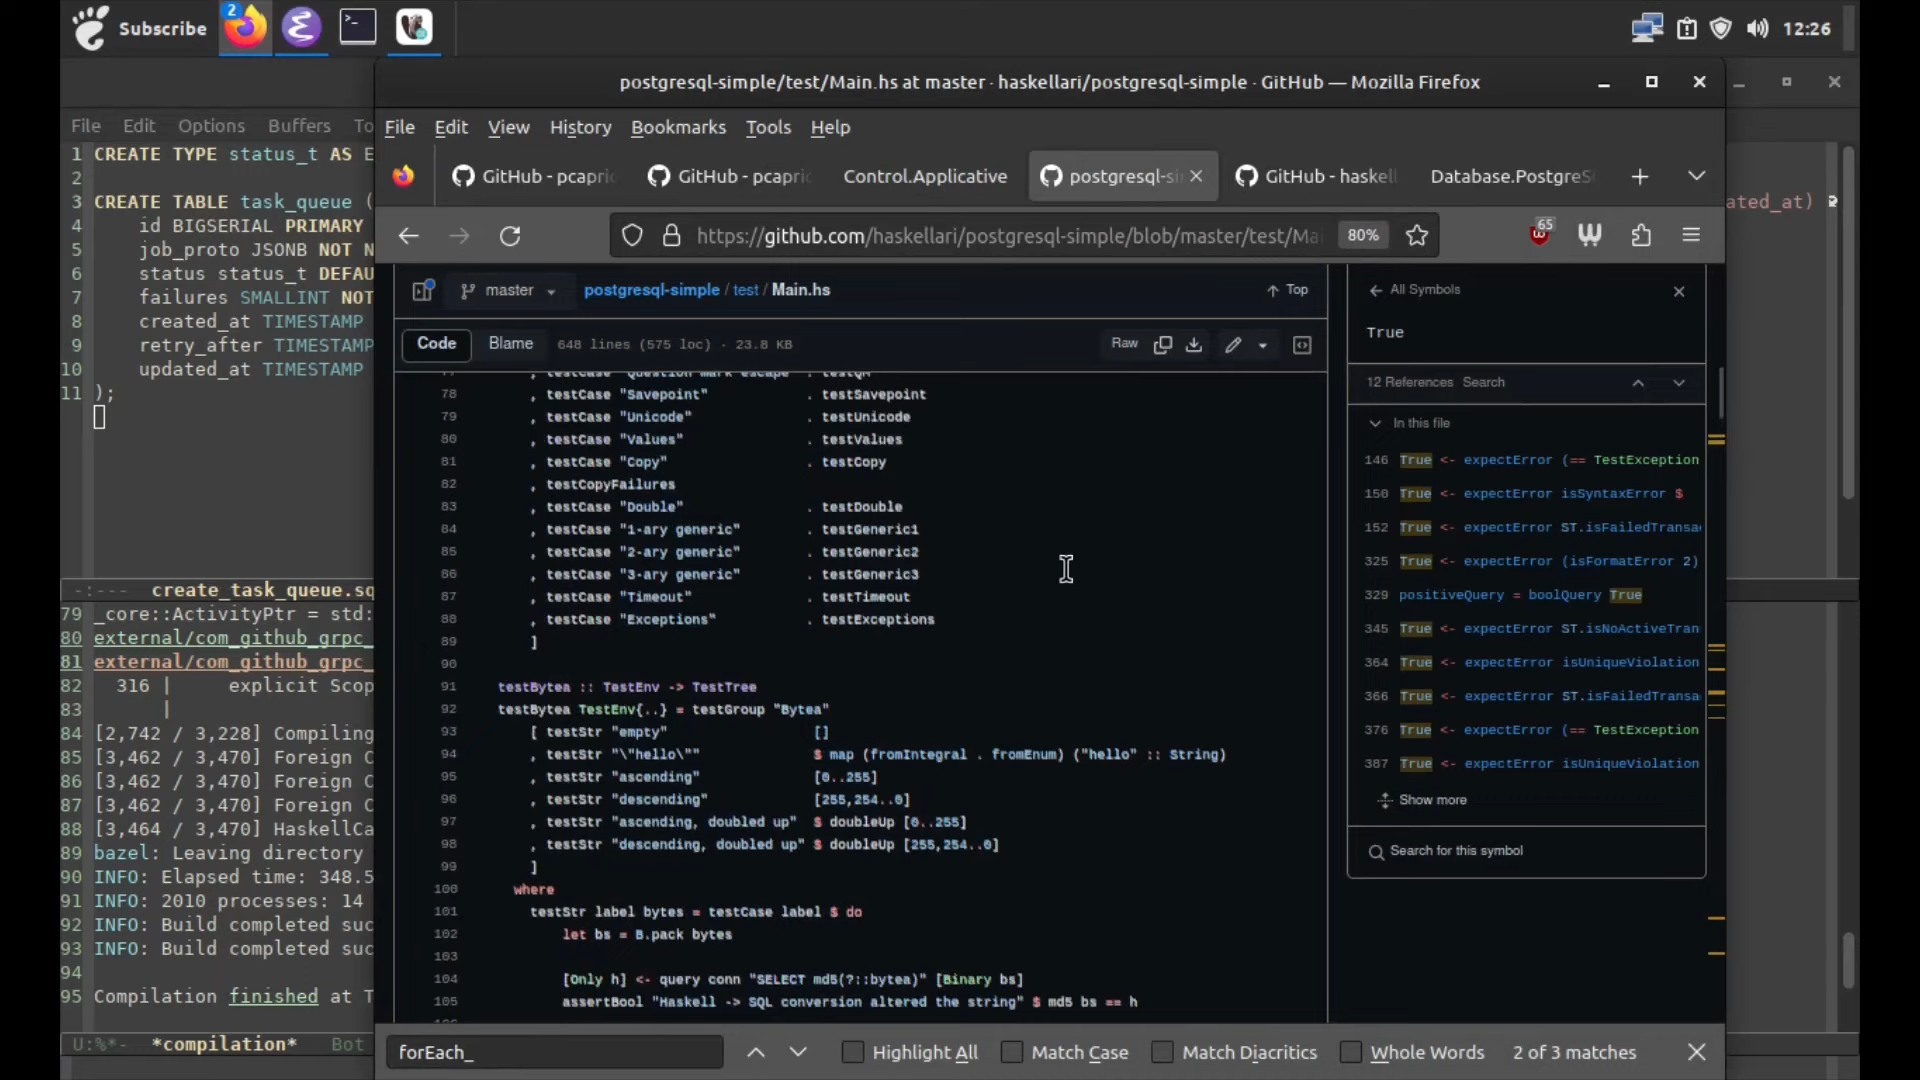 Subscribe
2
12:26
postgresql-simple/test/Main.hs at master · haskellari/postgresql-simple · GitHub — Mozilla Firefox
File Edit Options Buffers To
File Edit View History Bookmarks Tools Help
GitHub - pcapri
GitHub - pcapri
Control.Applicative
postgresql-si
GitHub - haskel
Database.PostgreS
https://github.com/haskellari/postgresql-simple/blob/master/test/Mai
80%
65
1 CREATE TYPE status_t AS E
2
3 CREATE TABLE task_queue (
ated_at)
4 id BIGSERIAL PRIMARY
5 job_proto JSONB NOT N
6 status status_t DEFAU
7 failures SMALLINT NOT
8 created_at TIMESTAMP
9 retry_after TIMESTAMP
10 updated_at TIMESTAMP
11 );
-:--- create_task_queue.sq
79 _core::ActivityPtr = std:
80 external/com_github_grpc_
81 external/com_github_grpc_
82 316 | explicit Scop
83 |
84 [2,742 / 3,228] Compiling
85 [3,462 / 3,470] Foreign C
86 [3,462 / 3,470] Foreign C
87 [3,462 / 3,470] Foreign C
88 [3,464 / 3,470] HaskellCa
89 bazel: Leaving directory
90 INFO: Elapsed time: 348.5
91 INFO: 2010 processes: 14
92 INFO: Build completed suc
93 INFO: Build completed suc
94
95 Compilation finished at T
U:%*- *compilation* Bot
master
postgresql-simple / test / Main.hs
Top
Code Blame 648 lines (575 loc) · 23.8 KB
Raw
77 , testCase "Question mark escape" . testQM
78 , testCase "Savepoint" . testSavepoint
79 , testCase "Unicode" . testUnicode
80 , testCase "Values" . testValues
81 , testCase "Copy" . testCopy
82 , testCopyFailures
83 , testCase "Double" . testDouble
84 , testCase "1-ary generic" . testGeneric1
85 , testCase "2-ary generic" . testGeneric2
86 , testCase "3-ary generic" . testGeneric3
87 , testCase "Timeout" . testTimeout
88 , testCase "Exceptions" . testExceptions
89 ]
90
91 testBytea :: TestEnv -> TestTree
92 testBytea TestEnv{..} = testGroup "Bytea"
93 [ testStr "empty" []
94 , testStr "\"hello\"" $ map (fromIntegral . fromEnum) ("hello" :: String)
95 , testStr "ascending" [0..255]
96 , testStr "descending" [255,254..0]
97 , testStr "ascending, doubled up" $ doubleUp [0..255]
98 , testStr "descending, doubled up" $ doubleUp [255,254..0]
99 ]
100 where
101 testStr label bytes = testCase label $ do
102 let bs = B.pack bytes
103
104 [Only h] <- query conn "SELECT md5(?::bytea)" [Binary bs]
105 assertBool "Haskell -> SQL conversion altered the string" $ md5 bs == h
All Symbols
True
12 References Search
In this file
146 True <- expectError (== TestException
150 True <- expectError isSyntaxError $
152 True <- expectError ST.isFailedTransa
325 True <- expectError (isFormatError 2)
329 positiveQuery = boolQuery True
345 True <- expectError ST.isNoActiveTran
364 True <- expectError isUniqueViolation
366 True <- expectError ST.isFailedTransa
376 True <- expectError (== TestException
387 True <- expectError isUniqueViolation
Show more
Search for this symbol
forEach_
Highlight All
Match Case
Match Diacritics
Whole Words
2 of 3 matches